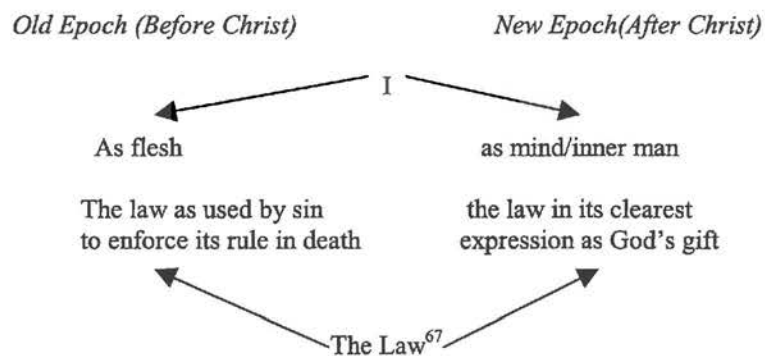 Old Epoch (Before Christ) New Epoch(After Christ)
I
As flesh as mind/inner man
The law as used by sin the law in its clearest
to enforce its rule in death expression as God's gift
The Law67